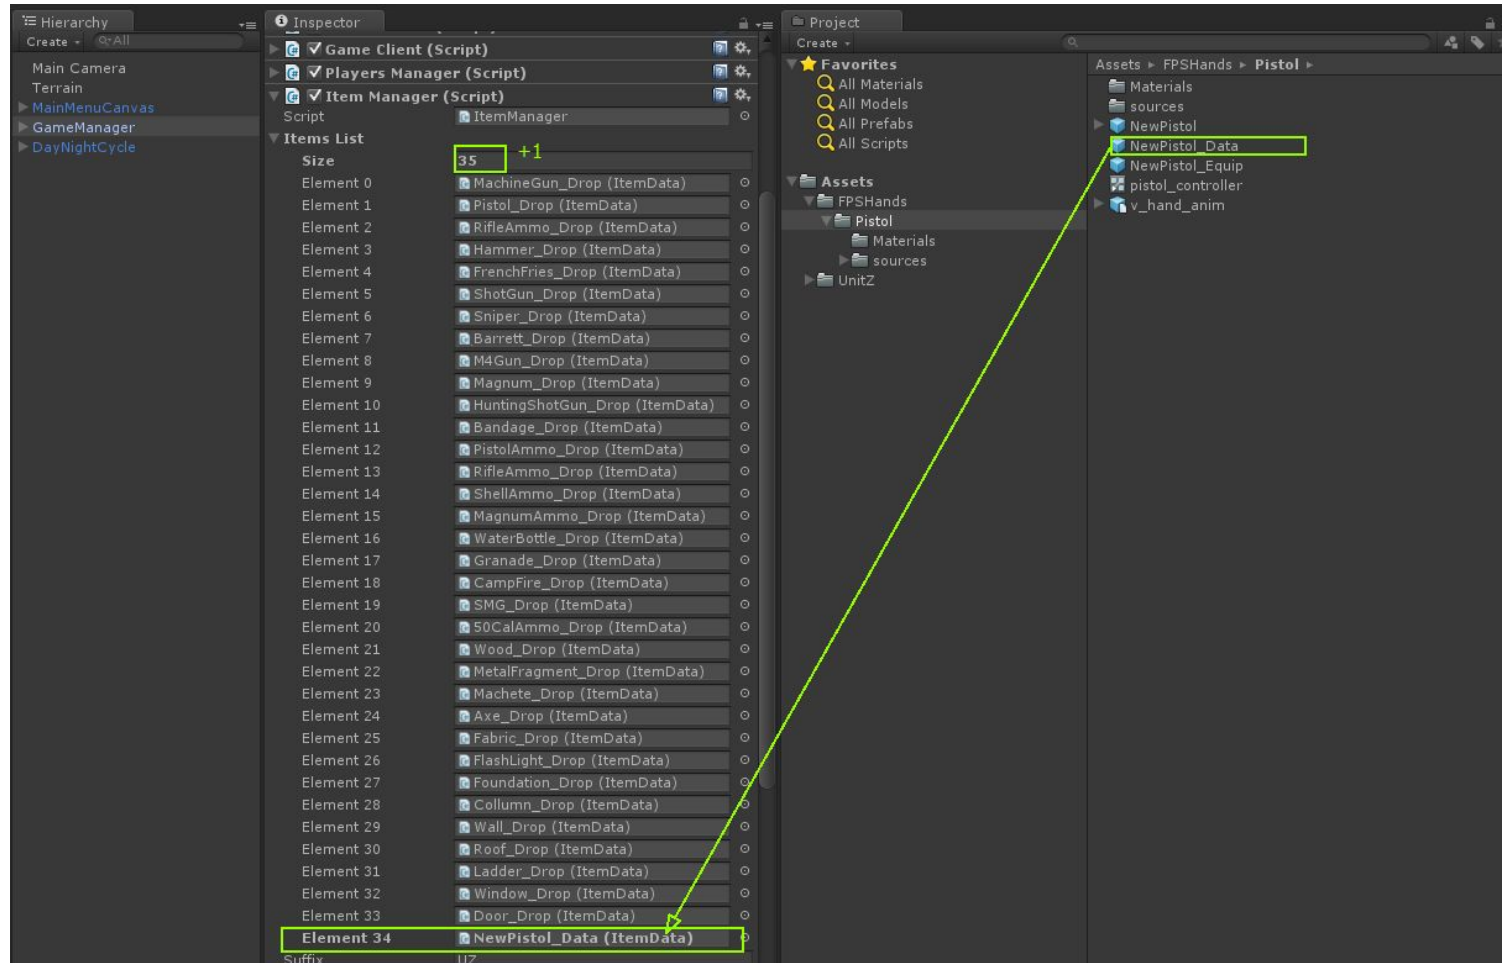 Hierarchy
Create
All
Main Camera
Terrain
MainMenuCanvas
GameManager
DayNightCycle
Inspector
Game Client (Script)
Players Manager (Script)
Item Manager (Script)
Script ItemManager
Items List
Size 35 +1
Element 0 MachineGun_Drop (ItemData)
Element 1 Pistol_Drop (ItemData)
Element 2 RifleAmmo_Drop (ItemData)
Element 3 Hammer_Drop (ItemData)
Element 4 FrenchFries_Drop (ItemData)
Element 5 ShotGun_Drop (ItemData)
Element 6 Sniper_Drop (ItemData)
Element 7 Barrett_Drop (ItemData)
Element 8 M4Gun_Drop (ItemData)
Element 9 Magnum_Drop (ItemData)
Element 10 HuntingShotGun_Drop (ItemData)
Element 11 Bandage_Drop (ItemData)
Element 12 PistolAmmo_Drop (ItemData)
Element 13 RifleAmmo_Drop (ItemData)
Element 14 ShellAmmo_Drop (ItemData)
Element 15 MagnumAmmo_Drop (ItemData)
Element 16 WaterBottle_Drop (ItemData)
Element 17 Granade_Drop (ItemData)
Element 18 CampFire_Drop (ItemData)
Element 19 SMG_Drop (ItemData)
Element 20 50CalAmmo_Drop (ItemData)
Element 21 Wood_Drop (ItemData)
Element 22 MetalFragment_Drop (ItemData)
Element 23 Machete_Drop (ItemData)
Element 24 Axe_Drop (ItemData)
Element 25 Fabric_Drop (ItemData)
Element 26 FlashLight_Drop (ItemData)
Element 27 Foundation_Drop (ItemData)
Element 28 Collumn_Drop (ItemData)
Element 29 Wall_Drop (ItemData)
Element 30 Roof_Drop (ItemData)
Element 31 Ladder_Drop (ItemData)
Element 32 Window_Drop (ItemData)
Element 33 Door_Drop (ItemData)
Element 34 NewPistol_Data (ItemData)
Suffix UZ
Project
Create
Favorites
All Materials
All Models
All Prefabs
All Scripts
Assets
FPSHands
Pistol
Materials
sources
UnitZ
Assets FPSHands Pistol
Materials
sources
NewPistol
NewPistol_Data
NewPistol_Equip
pistol_controller
v_hand_anim